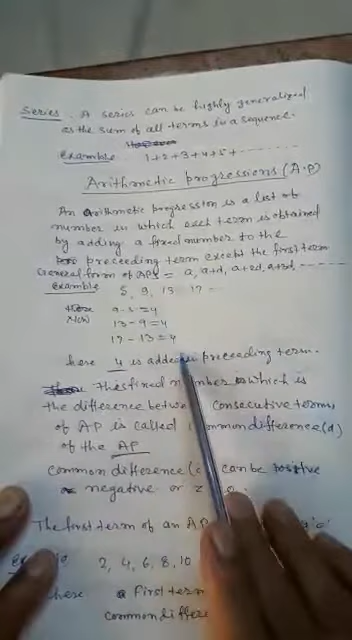 Series. A series can be highly generalized
as the sum of all terms in a sequence.
Example 1+2+3+4+5+--------
Arithmetic progressions (A.P)
An Arithmetic progression is a list of
number in which each term is obtained
by adding a fixed number to the
preceeding term except the first term
General form of APs = a, a+d, a+2d, a+3d, -----
Example 5, 9, 13 17 --
9-5=4
Now 13-9=4
17-13=4
here 4 is added preceeding term.
this fixed number which is
the difference between consecutive terms
of AP is called common difference (d)
of the AP
Common difference can be positive
negative or
The first term of an AP
2, 4, 6, 8, 10
here a First term
common